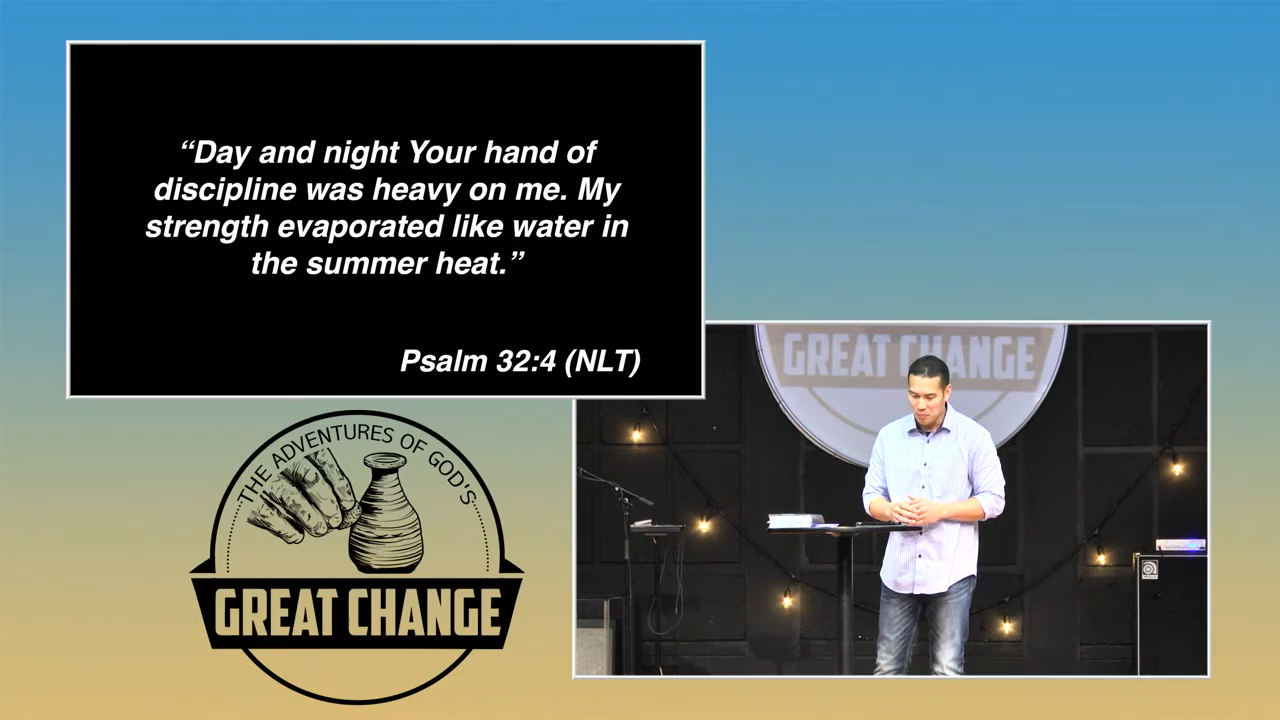 “Day and night Your hand of
discipline was heavy on me. My
strength evaporated like water in
the summer heat.”
Psalm 32:4 (NLT)
THE ADVENTURES OF GOD'S
GREAT CHANGE
GREAT CHANGE